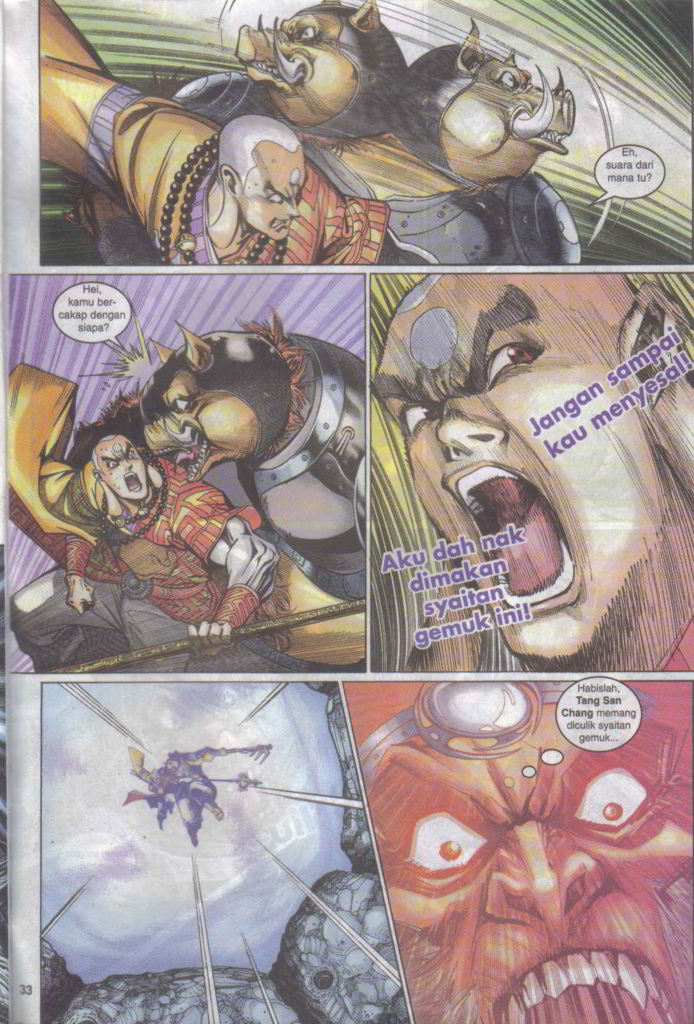 Eh,
suara dari
mana tu?
Hei,
kamu ber-
cakap dengan
siapa?
Jangan sampai
kau menyesal!
Aku dah nak
dimakan
syaitan
gemuk ini!
Habislah,
Tang San
Chang memang
diculik syaitan
gemuk...
33